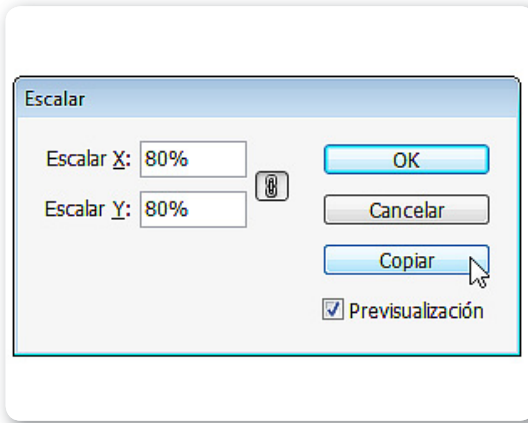 Escalar
Escalar X: 80%
OK
Escalar Y: 80%
Cancelar
Copiar
Previsualización